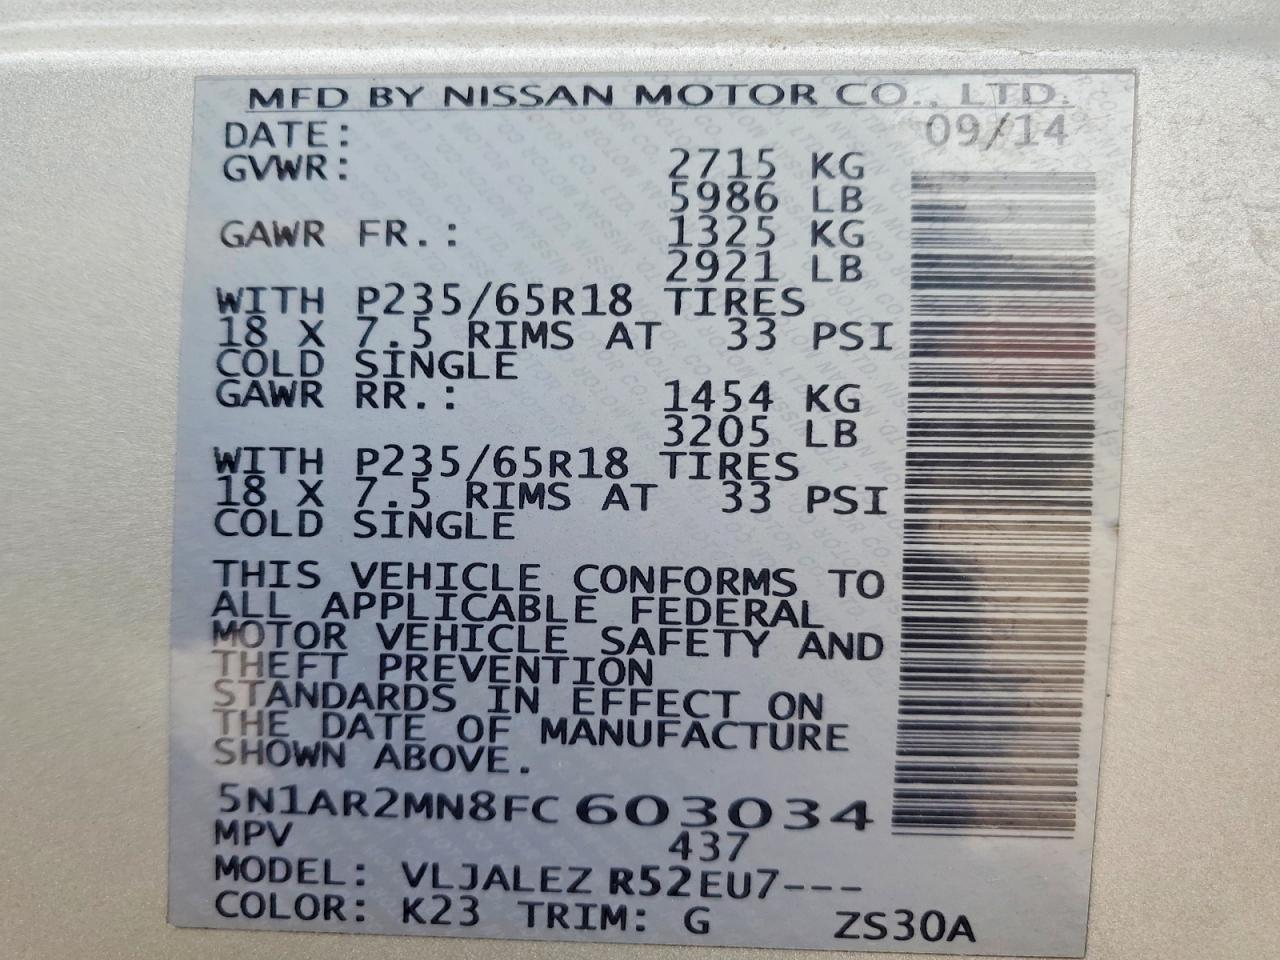 MFD BY NISSAN MOTOR CO., LTD.
DATE: 09/14
GVWR: 2715 KG
5986 LB
GAWR FR.: 1325 KG
2921 LB
WITH P235/65R18 TIRES
18 X 7.5 RIMS AT 33 PSI
COLD SINGLE
GAWR RR.: 1454 KG
3205 LB
WITH P235/65R18 TIRES
18 X 7.5 RIMS AT 33 PSI
COLD SINGLE
THIS VEHICLE CONFORMS TO
ALL APPLICABLE FEDERAL
MOTOR VEHICLE SAFETY AND
THEFT PREVENTION
STANDARDS IN EFFECT ON
THE DATE OF MANUFACTURE
SHOWN ABOVE.
5N1AR2MN8FC603034
MPV 437
MODEL: VLJALEZ R52EU7---
COLOR: K23 TRIM: G ZS30A